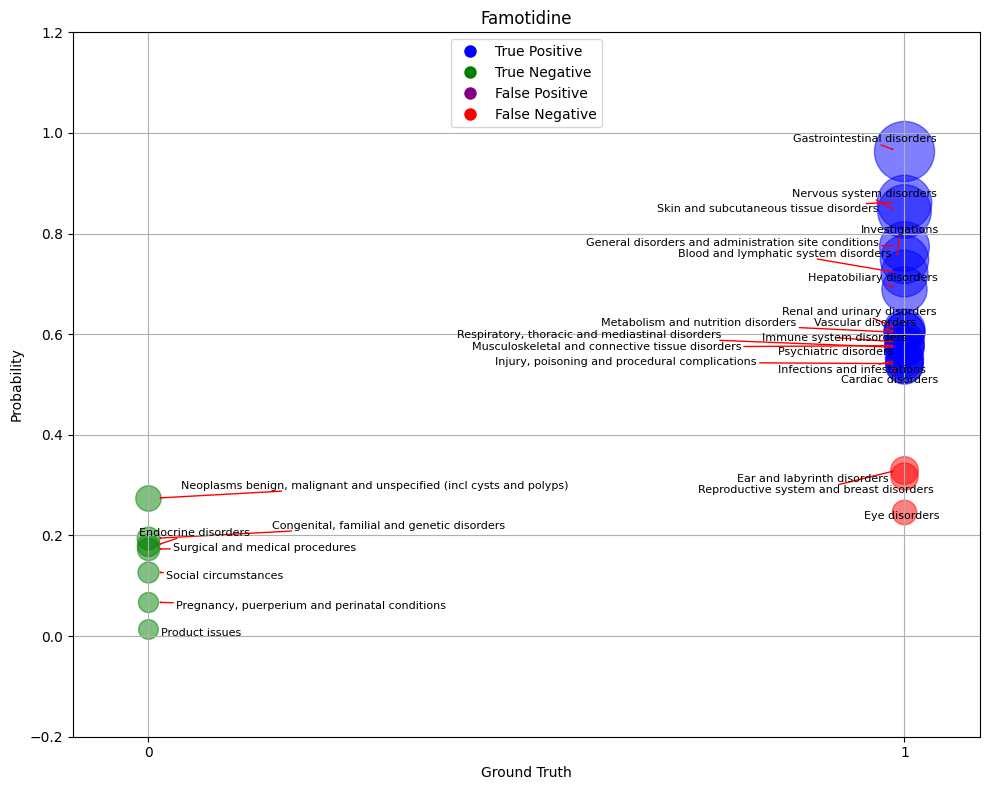 Famotidine
1.2
True Positive
True Negative
False Positive
False Negative
Gastrointestinal disorders
1.0
Nervous system disorders
Skin and subcutaneous tissue disorders
Investigations
0.8
General disorders and administration site conditions
Blood and lymphatic system disorders
Hepatobiliary disorders
Renal and urinary disorders
Metabolism and nutrition disorders
Vascular disorders
0.6
Respiratory, thoracic and mediastinal disorders
Immune system disorders
Musculoskeletal and connective tissue disorders
Psychiatric disorders
Injury, poisoning and procedural complications
Infections and infestations
Cardiac disorders
Probability
0.4
Ear and labyrinth disorders
Neoplasms benign, malignant and unspecified (incl cysts and polyps)
Reproductive system and breast disorders
Congenital, familial and genetic disorders
Eye disorders
Endocrine disorders
0.2
Surgical and medical procedures
Social circumstances
Pregnancy, puerperium and perinatal conditions
Product issues
0.0
−0.2
0
1
Ground Truth